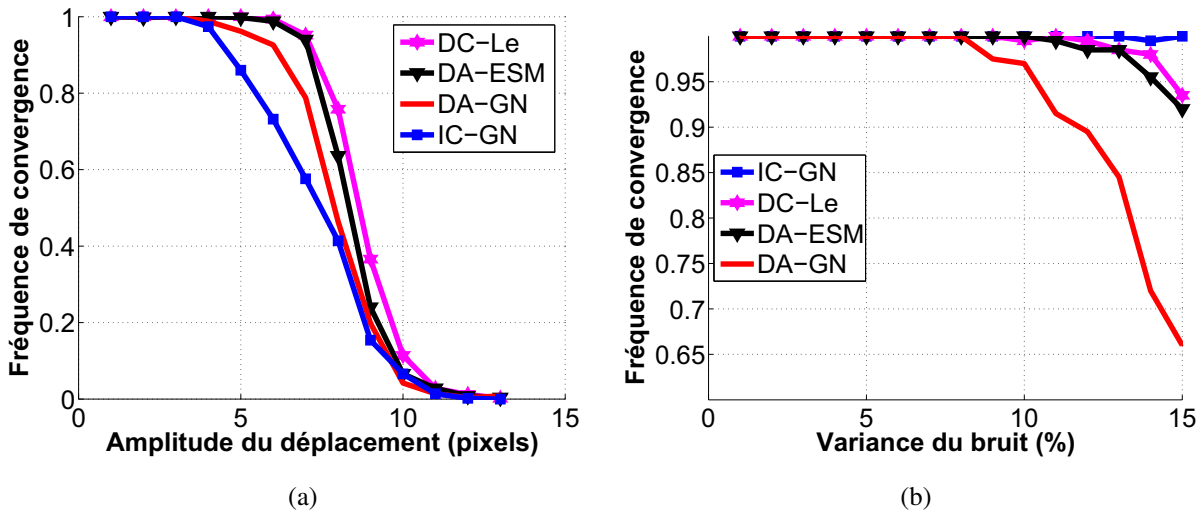 1
0.8
0.6
0.4
0.2
0
0
5
10
15
Fréquence de convergence
Amplitude du déplacement (pixels)
DC−Le
DA−ESM
DA−GN
IC−GN
(a)
0.95
0.9
0.85
0.8
0.75
0.7
0.65
0
5
10
15
Fréquence de convergence
Variance du bruit (%)
IC−GN
DC−Le
DA−ESM
DA−GN
(b)